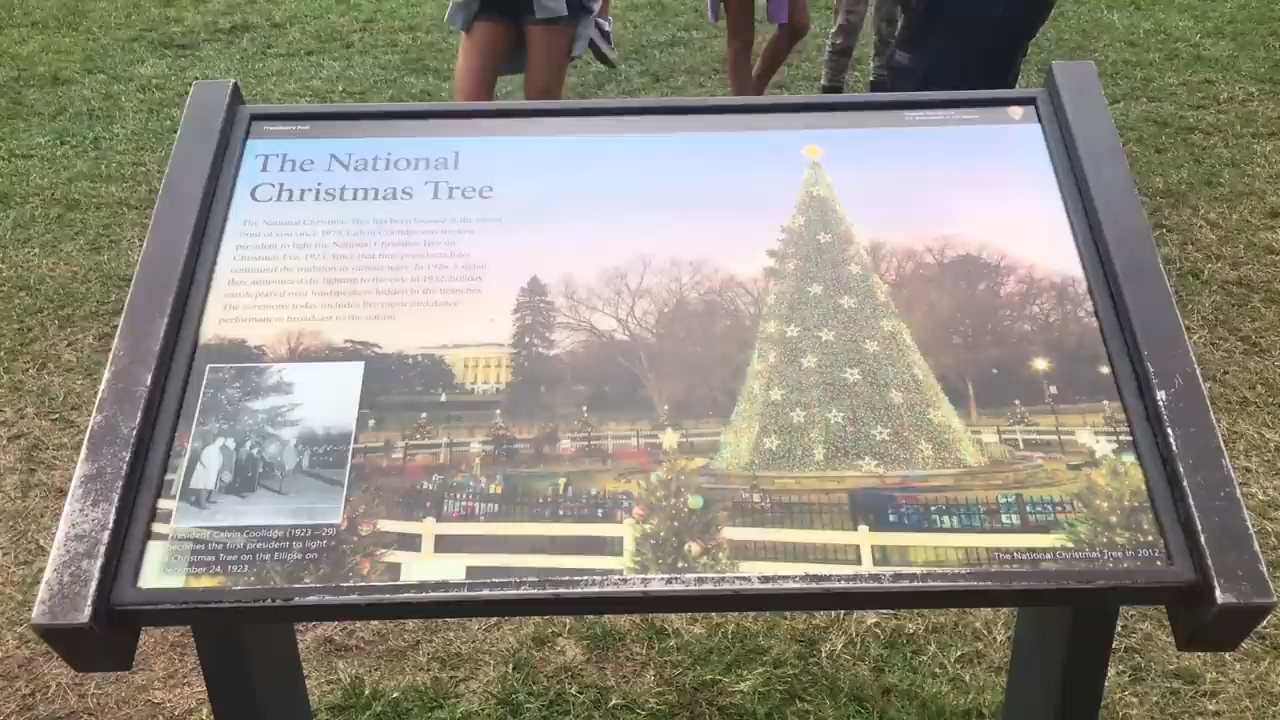 Presidents Park
The National
Christmas Tree
The National Christmas Tree has been located in the
front of you since 1978. Calvin Coolidge was the first
president to light the National Christmas Tree on
Christmas Eve, 1923. Since that time, presidents have
continued the tradition in various ways. In 1926, a
then announced the lighting to the city. In 1932, holiday
carols played over loudspeakers hidden in the branches.
The ceremony today includes live music and dance
performances broadcast to the nation.
President Calvin Coolidge (1923 –29)
becomes the first president to light
Christmas Tree on the Ellipse on
December 24, 1923.
The National Christmas Tree in 2012